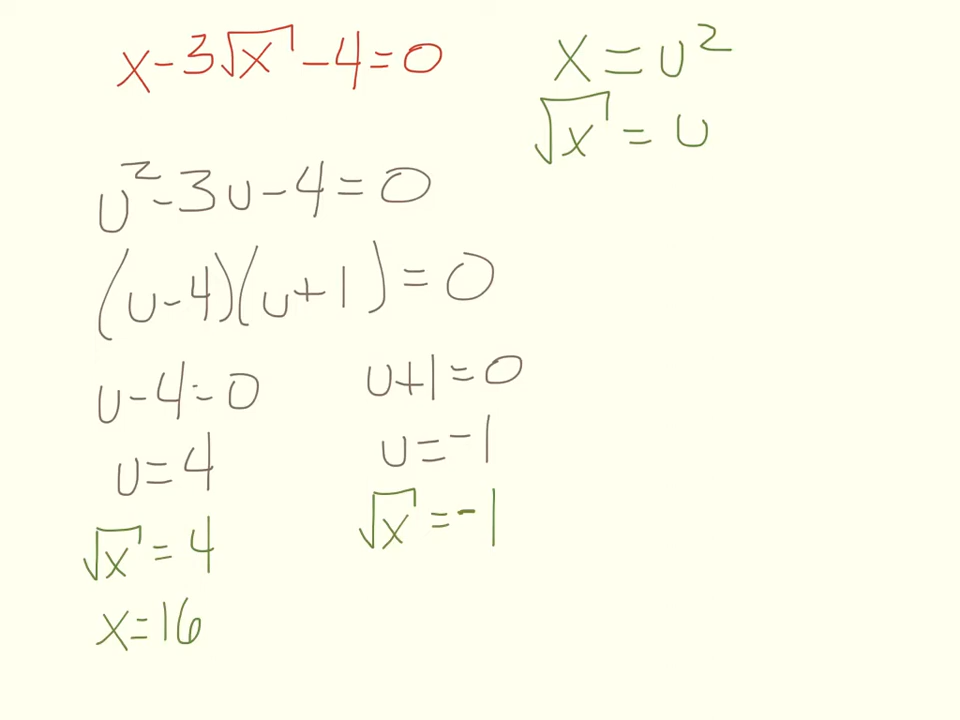 x-3√x-4=0
x=u²
√x=u
u²-3u-4=0
(u-4)(u+1)=0
u-4=0
u+1=0
u=4
u=-1
√x=4
√x=-1
x=16